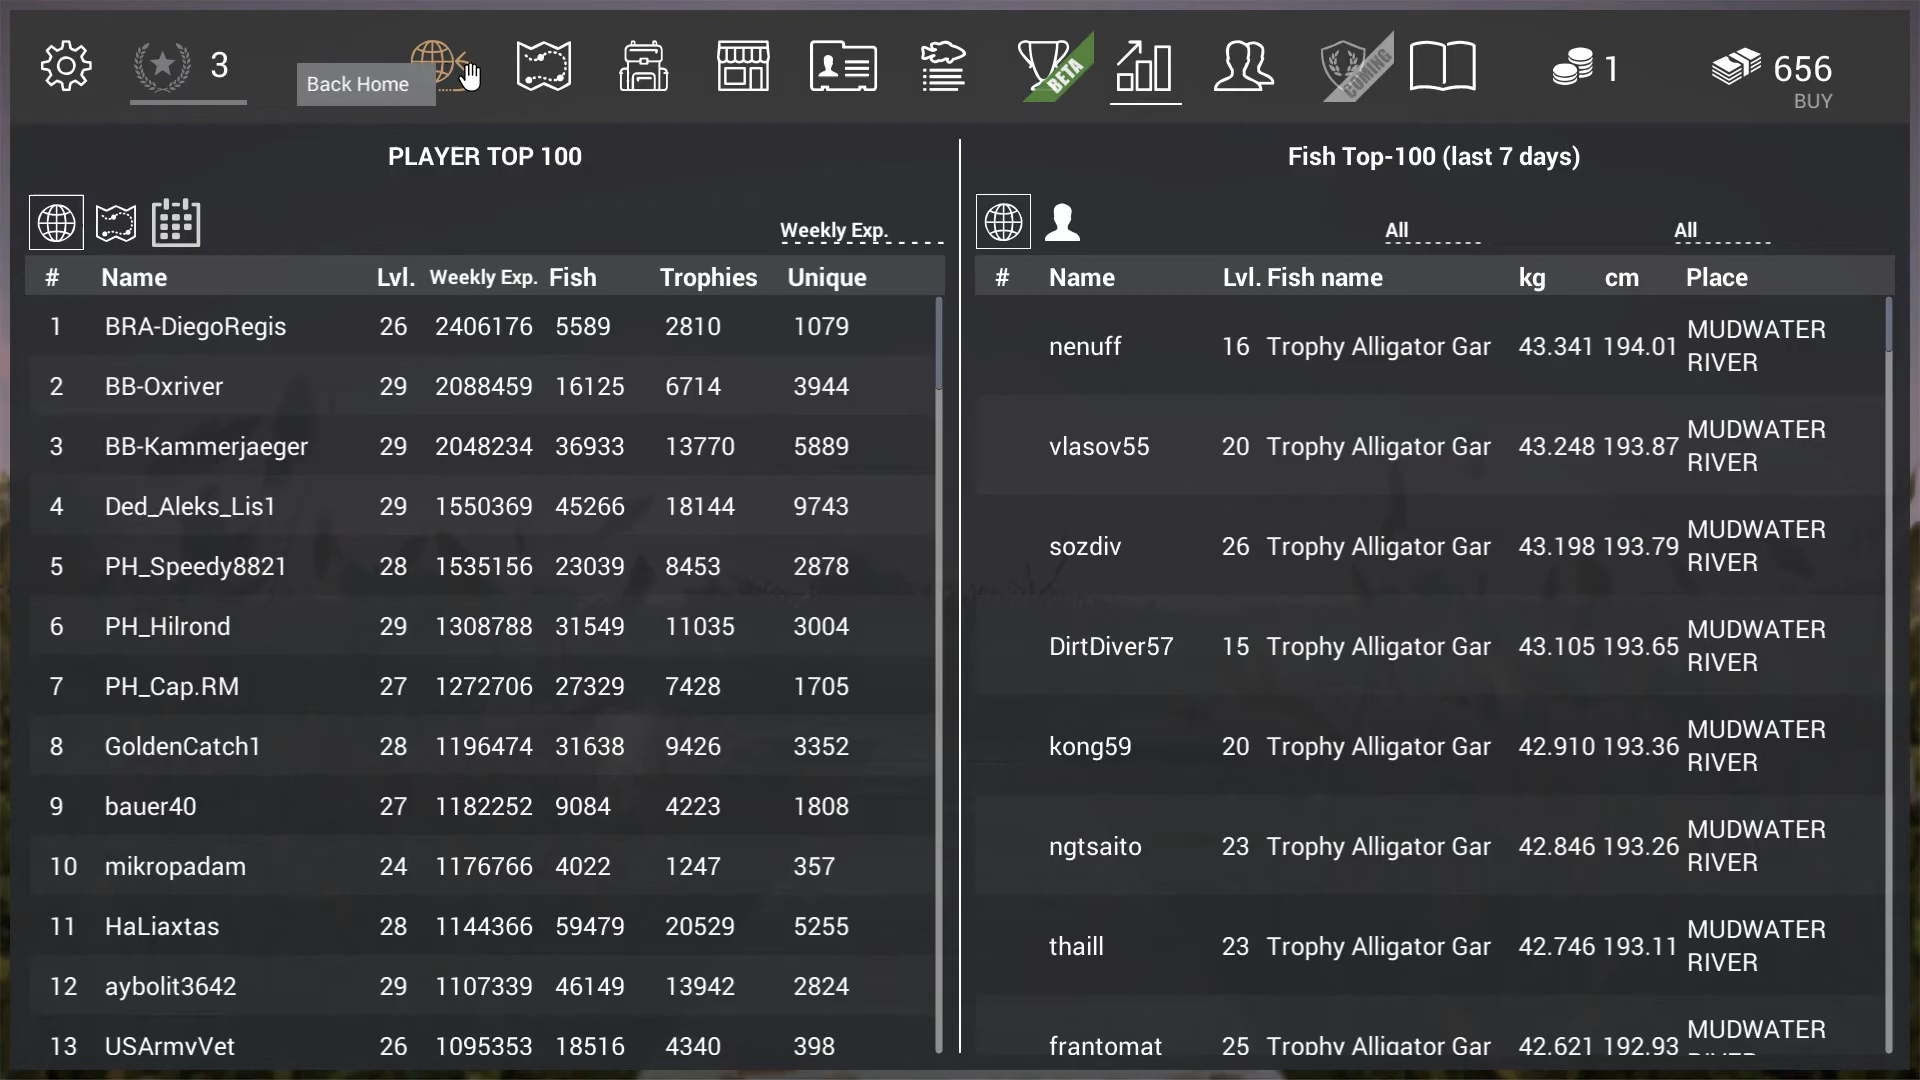 3
Back Home
BETA
COMING
1
656
BUY
PLAYER TOP 100
Weekly Exp.
# Name Lvl. Weekly Exp. Fish Trophies Unique
1 BRA-DiegoRegis 26 2406176 5589 2810 1079
2 BB-Oxriver 29 2088459 16125 6714 3944
3 BB-Kammerjaeger 29 2048234 36933 13770 5889
4 Ded_Aleks_Lis1 29 1550369 45266 18144 9743
5 PH_Speedy8821 28 1535156 23039 8453 2878
6 PH_Hilrond 29 1308788 31549 11035 3004
7 PH_Cap.RM 27 1272706 27329 7428 1705
8 GoldenCatch1 28 1196474 31638 9426 3352
9 bauer40 27 1182252 9084 4223 1808
10 mikropadam 24 1176766 4022 1247 357
11 HaLiaxtas 28 1144366 59479 20529 5255
12 aybolit3642 29 1107339 46149 13942 2824
13 USArmyVet 26 1095353 18516 4340 398
Fish Top-100 (last 7 days)
All All
# Name Lvl. Fish name kg cm Place
nenuff 16 Trophy Alligator Gar 43.341 194.01 MUDWATER
RIVER
vlasov55 20 Trophy Alligator Gar 43.248 193.87 MUDWATER
RIVER
sozdiv 26 Trophy Alligator Gar 43.198 193.79 MUDWATER
RIVER
DirtDiver57 15 Trophy Alligator Gar 43.105 193.65 MUDWATER
RIVER
kong59 20 Trophy Alligator Gar 42.910 193.36 MUDWATER
RIVER
ngtsaito 23 Trophy Alligator Gar 42.846 193.26 MUDWATER
RIVER
thaill 23 Trophy Alligator Gar 42.746 193.11 MUDWATER
RIVER
frantomat 25 Trophy Alligator Gar 42.621 192.93 MUDWATER